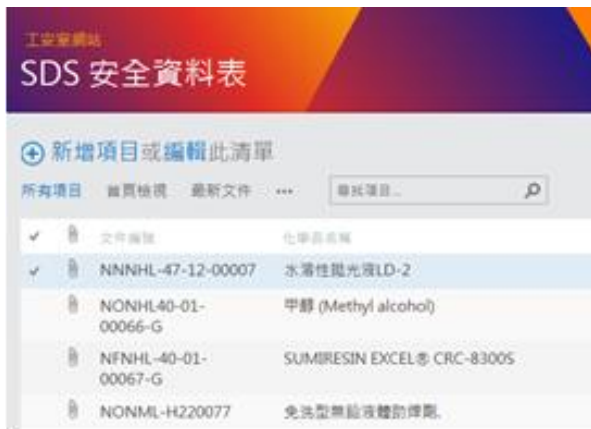 工安室網站
SDS 安全資料表
新增項目或編輯此清單
所有項目 首頁檢視 最新文件 ••• 尋找項目...
文件編號 化學品名稱
NNNHL-47-12-00007 水溶性拋光液LD-2
NONHL40-01- 甲醇 (Methyl alcohol)
00066-G
NFNHL-40-01- SUMIRESIN EXCEL® CRC-8300S
00067-G
NONML-H220077 免洗型無鉛液體助焊劑.